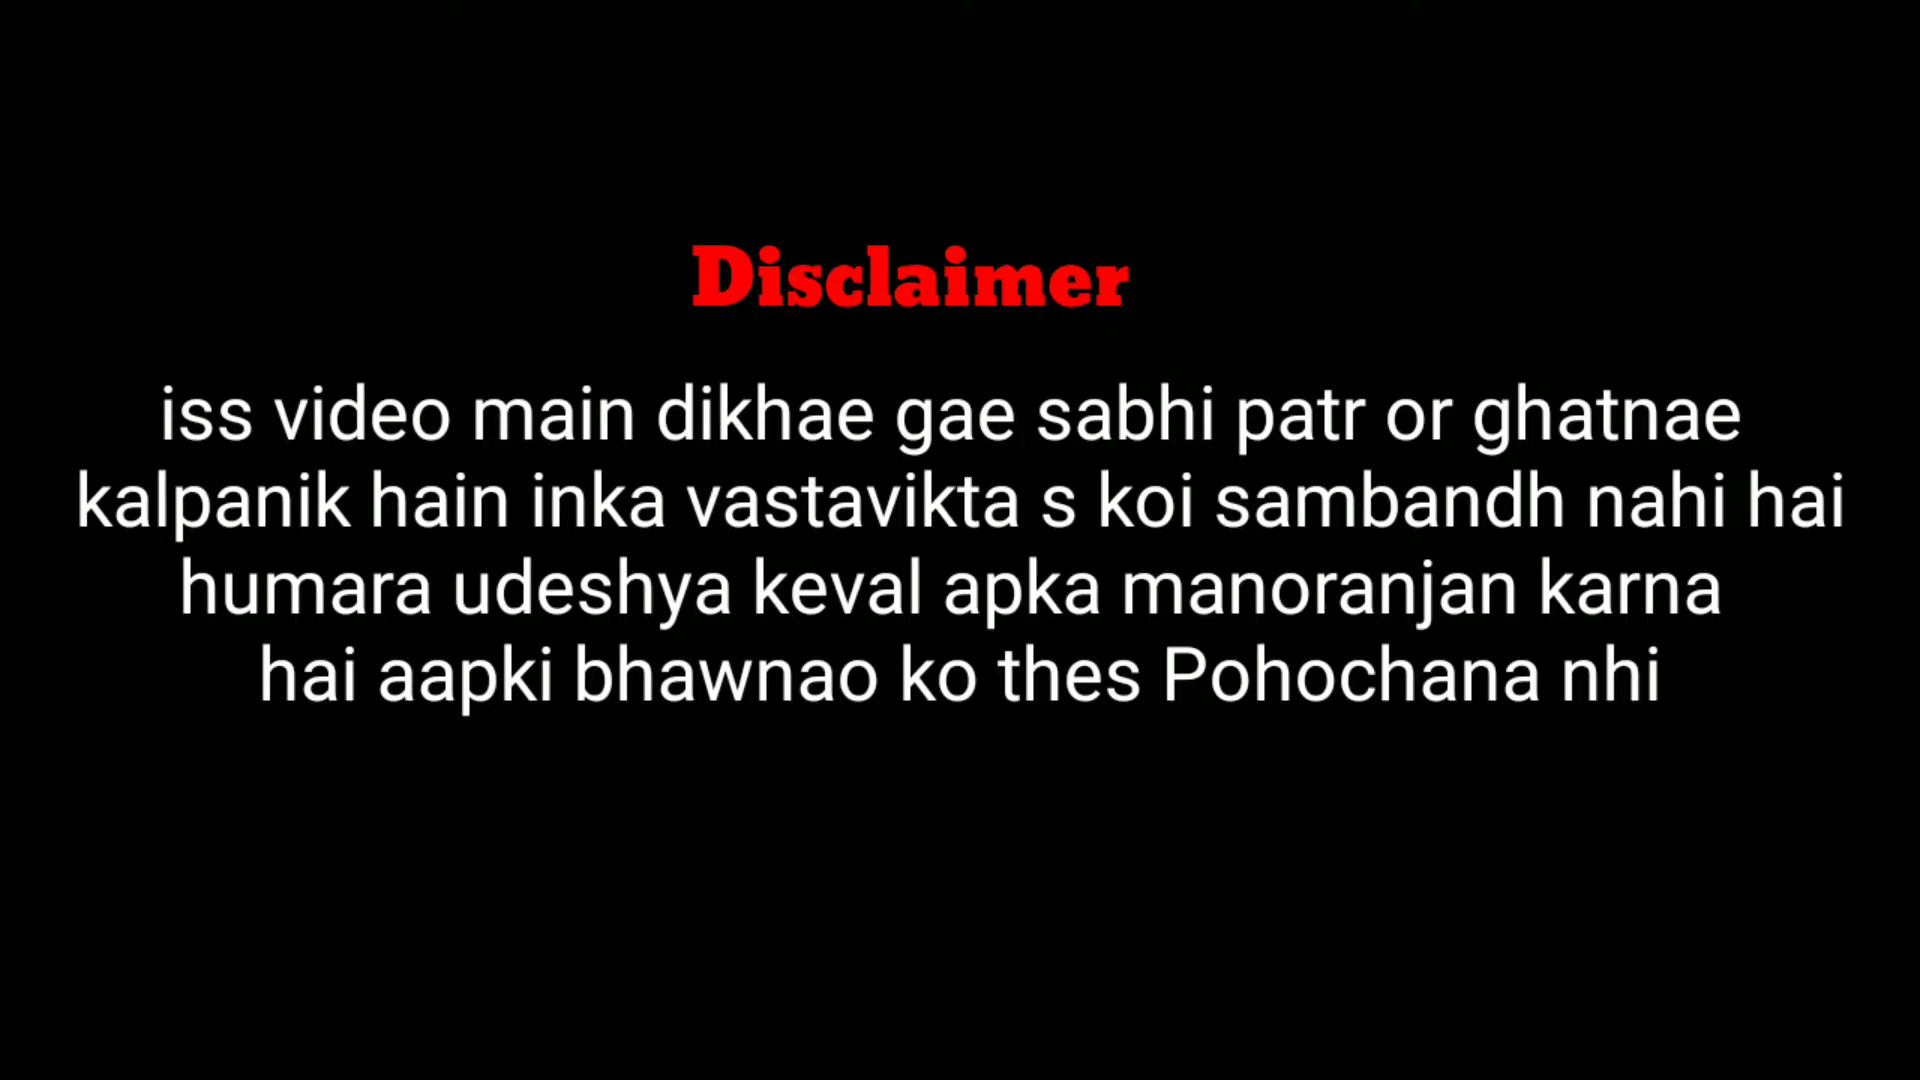 Disclaimer
iss video main dikhae gae sabhi patr or ghatnae
kalpanik hain inka vastavikta s koi sambandh nahi hai
humara udeshya keval apka manoranjan karna
hai aapki bhawnao ko thes Pohochana nhi